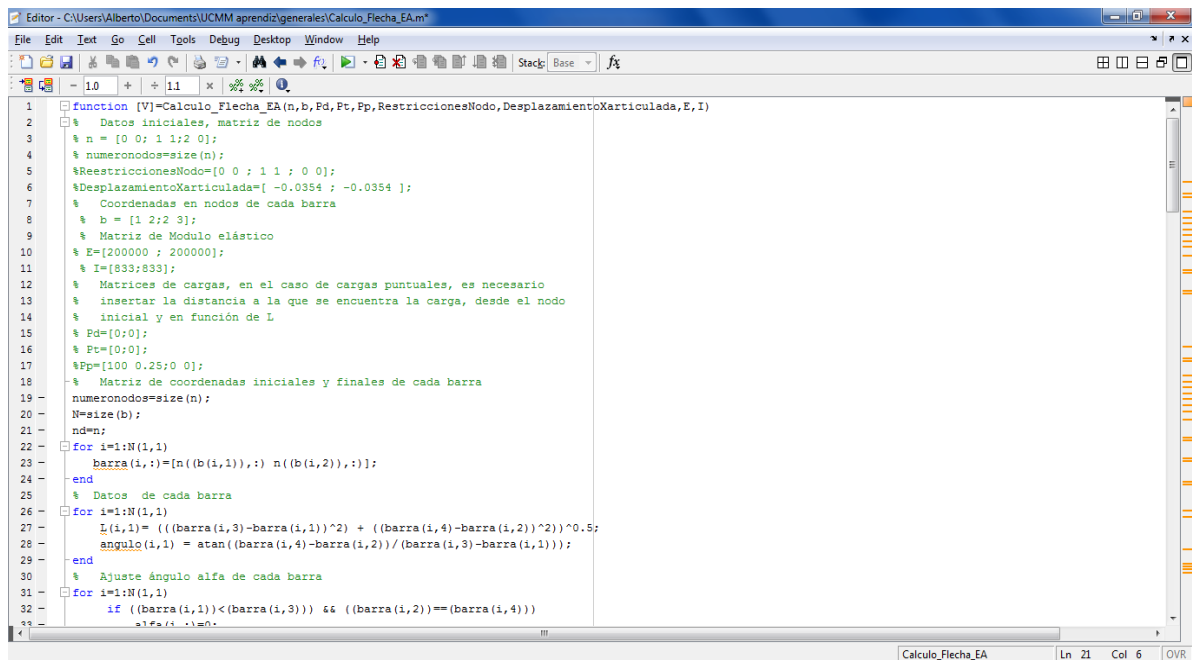 Editor - C:\Users\Alberto\Documents\UCMM aprendiz\generales\Calculo_Flecha_EA.m*
File Edit Text Go Cell Tools Debug Desktop Window Help
Stack: Base fx
- 1.0 + ÷ 1.1 ×
1 function [V]=Calculo_Flecha_EA(n,b,Pd,Pt,Pp,RestriccionesNodo,DesplazamientoXarticulada,E,I)
2 % Datos iniciales, matriz de nodos
3 % n = [0 0; 1 1;2 0];
4 % numeronodos=size(n);
5 %ReestriccionesNodo=[0 0 ; 1 1 ; 0 0];
6 %DesplazamientoXarticulada=[ -0.0354 ; -0.0354 ];
7 % Coordenadas en nodos de cada barra
8 % b = [1 2;2 3];
9 % Matriz de Modulo elástico
10 % E=[200000 ; 200000];
11 % I=[833;833];
12 % Matrices de cargas, en el caso de cargas puntuales, es necesario
13 % insertar la distancia a la que se encuentra la carga, desde el nodo
14 % inicial y en función de L
15 % Pd=[0;0];
16 % Pt=[0;0];
17 %Pp=[100 0.25;0 0];
18 % Matriz de coordenadas iniciales y finales de cada barra
19 - numeronodos=size(n);
20 - N=size(b);
21 - nd=n;
22 - for i=1:N(1,1)
23 - barra(i,:)=[n((b(i,1)),:) n((b(i,2)),:)];
24 - end
25 % Datos de cada barra
26 - for i=1:N(1,1)
27 - L(i,1)= (((barra(i,3)-barra(i,1))^2) + ((barra(i,4)-barra(i,2))^2))^0.5;
28 - angulo(i,1) = atan((barra(i,4)-barra(i,2))/(barra(i,3)-barra(i,1)));
29 - end
30 % Ajuste ángulo alfa de cada barra
31 - for i=1:N(1,1)
32 - if ((barra(i,1))<(barra(i,3))) && ((barra(i,2))==(barra(i,4)))
33 - alfa(i,:)=0;
Calculo_Flecha_EA Ln 21 Col 6 OVR